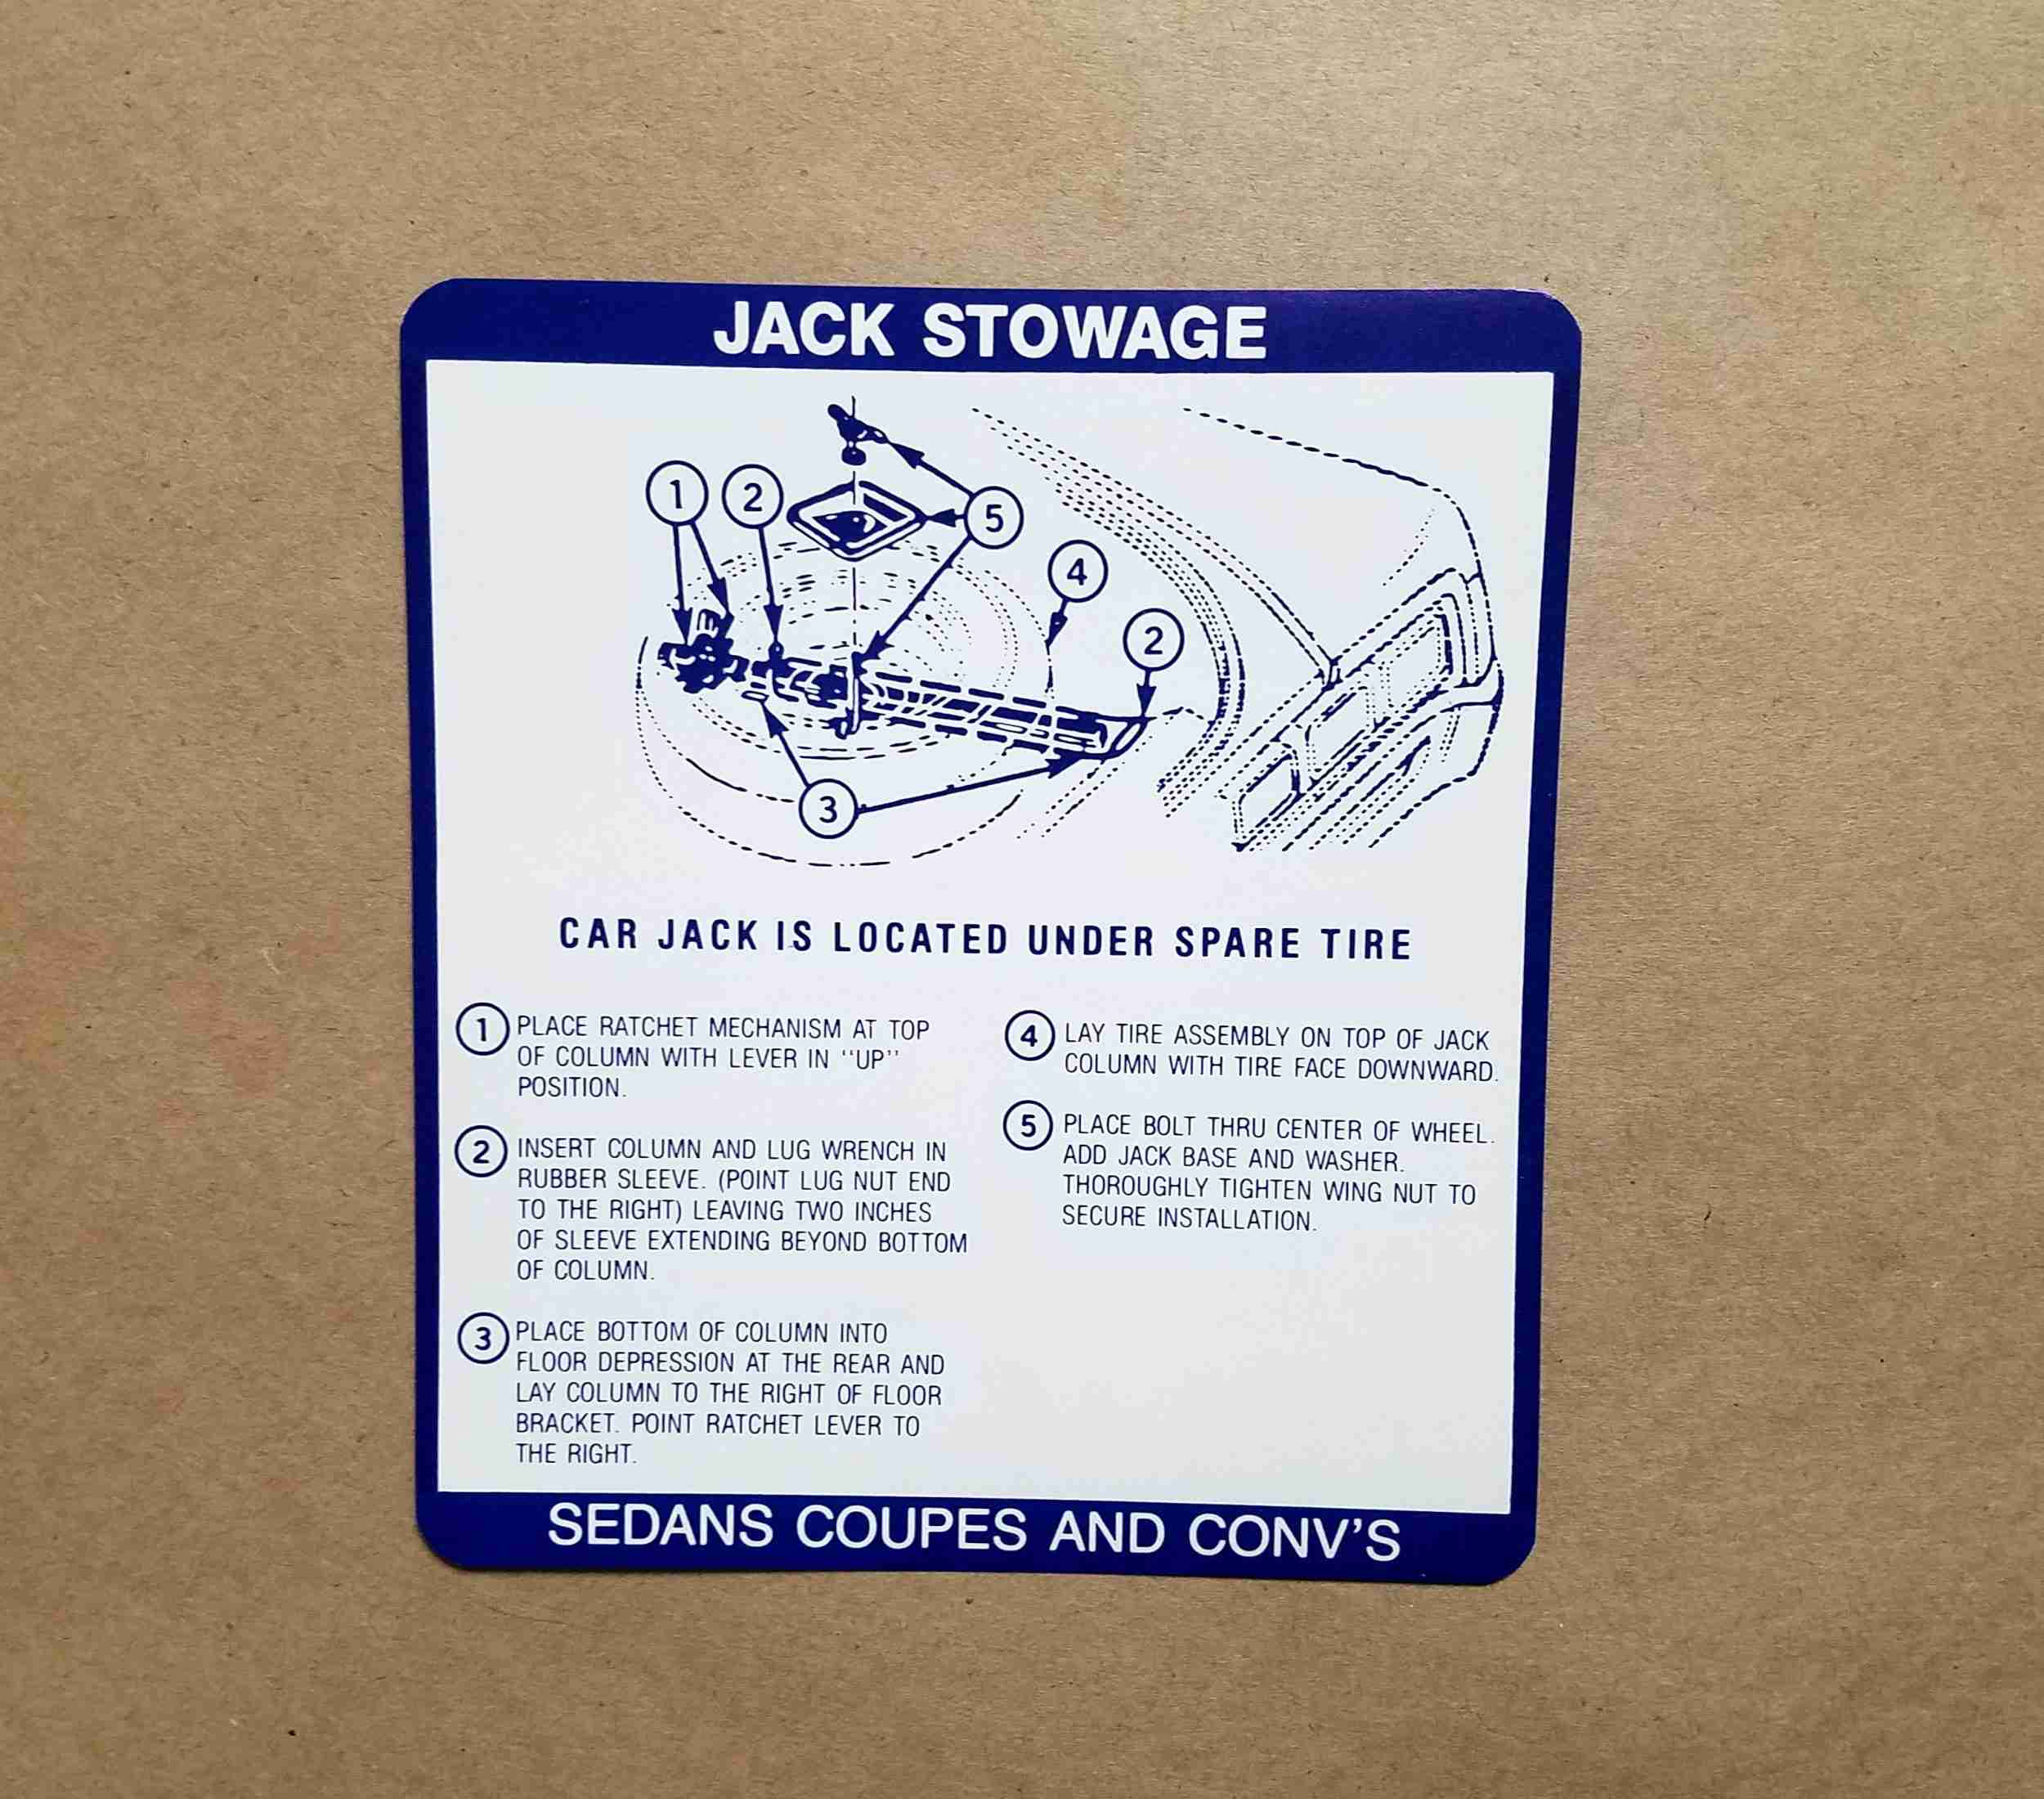 JACK STOWAGE
1
2
5
4
2
3
CAR JACK IS LOCATED UNDER SPARE TIRE
1 PLACE RATCHET MECHANISM AT TOP
OF COLUMN WITH LEVER IN "UP"
POSITION.
2 INSERT COLUMN AND LUG WRENCH IN
RUBBER SLEEVE. (POINT LUG NUT END
TO THE RIGHT) LEAVING TWO INCHES
OF SLEEVE EXTENDING BEYOND BOTTOM
OF COLUMN.
3 PLACE BOTTOM OF COLUMN INTO
FLOOR DEPRESSION AT THE REAR AND
LAY COLUMN TO THE RIGHT OF FLOOR
BRACKET. POINT RATCHET LEVER TO
THE RIGHT.
4 LAY TIRE ASSEMBLY ON TOP OF JACK
COLUMN WITH TIRE FACE DOWNWARD.
5 PLACE BOLT THRU CENTER OF WHEEL.
ADD JACK BASE AND WASHER.
THOROUGHLY TIGHTEN WING NUT TO
SECURE INSTALLATION.
SEDANS COUPES AND CONV'S